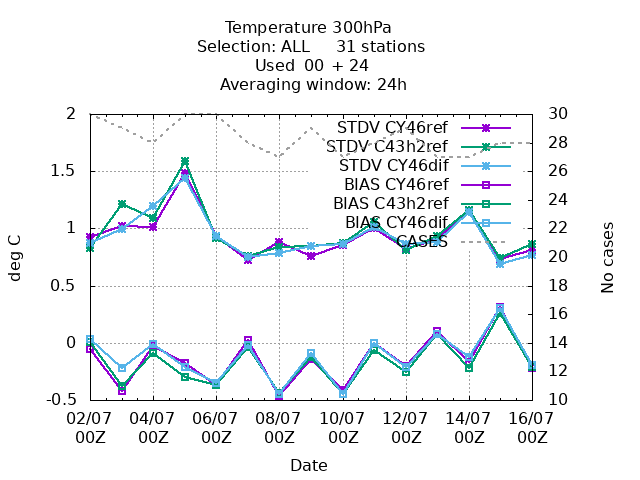 Temperature 300hPa
Selection: ALL 31 stations
Used 00 + 24
Averaging window: 24h
2
1.5
1
0.5
0
-0.5
deg C
30
28
26
24
22
20
18
16
14
12
10
No cases
STDV CY46ref
STDV C43h2ref
STDV CY46dif
BIAS CY46ref
BIAS C43h2ref
BIAS CY46dif
CASES
02/07 04/07 06/07 08/07 10/07 12/07 14/07 16/07
00Z 00Z 00Z 00Z 00Z 00Z 00Z 00Z
Date